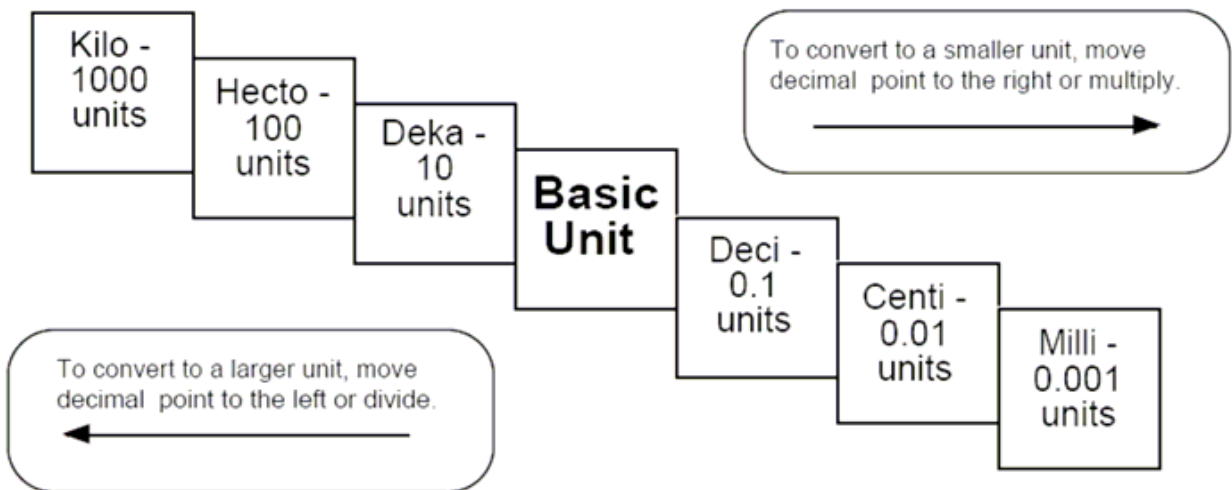 Kilo -
1000
units
Hecto -
100
units
Deka -
10
units
Basic
Unit
Deci -
0.1
units
Centi -
0.01
units
Milli -
0.001
units
To convert to a smaller unit, move
decimal point to the right or multiply.
To convert to a larger unit, move
decimal point to the left or divide.